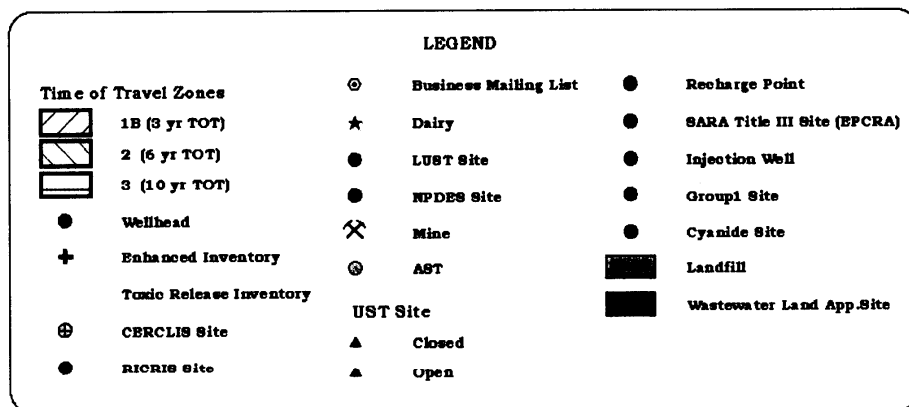 LEGEND
Time of Travel Zones
1B (3 yr TOT)
2 (6 yr TOT)
3 (10 yr TOT)
Wellhead
Enhanced Inventory
Toxic Release Inventory
CERCLIS Site
RICRIS Site
Business Mailing List
Dairy
LUST Site
NPDES Site
Mine
AST
UST Site
Closed
Open
Recharge Point
SARA Title III Site (EPCRA)
Injection Well
Group1 Site
Cyanide Site
Landfill
Wastewater Land App.Site